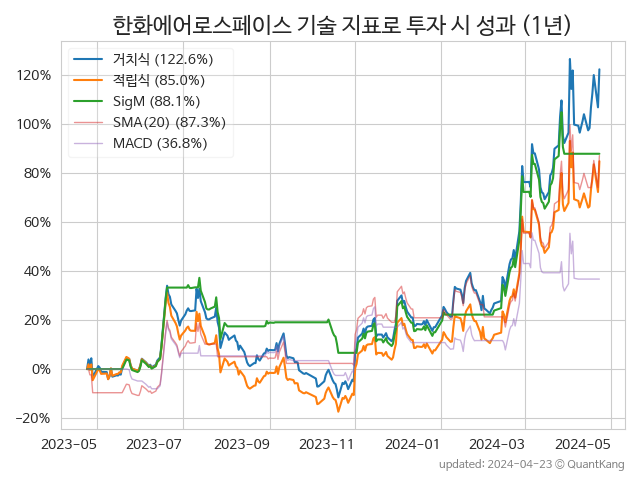 한화에어로스페이스 기술 지표로 투자 시 성과 (1년)
거치식 (122.6%)
적립식 (85.0%)
SigM (88.1%)
SMA(20) (87.3%)
MACD (36.8%)
120%
100%
80%
60%
40%
20%
0%
−20%
2023-05 2023-07 2023-09 2023-11 2024-01 2024-03 2024-05
updated: 2024-04-23 © QuantKang